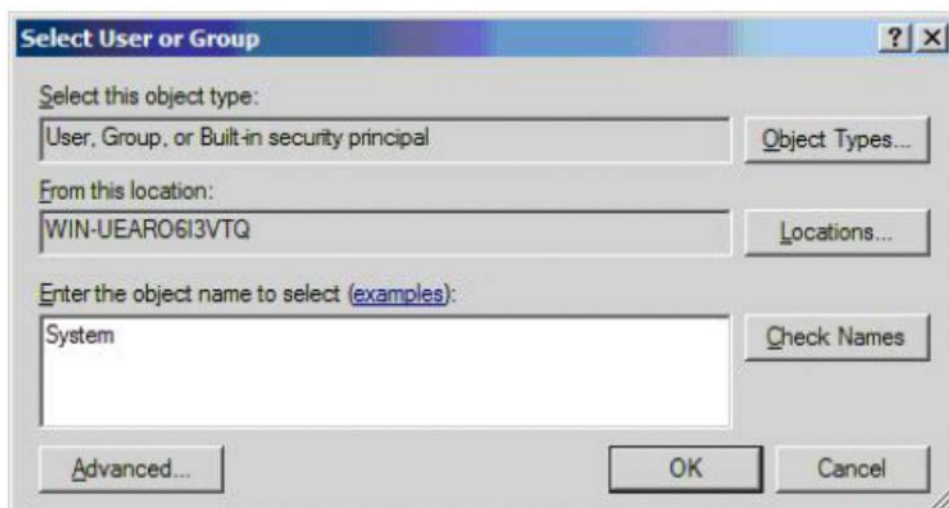 Select User or Group
Select this object type:
User, Group, or Built-in security principal
Object Types...
From this location:
WIN-UEARO6I3VTQ
Locations...
Enter the object name to select (examples):
System
Check Names
Advanced...
OK
Cancel